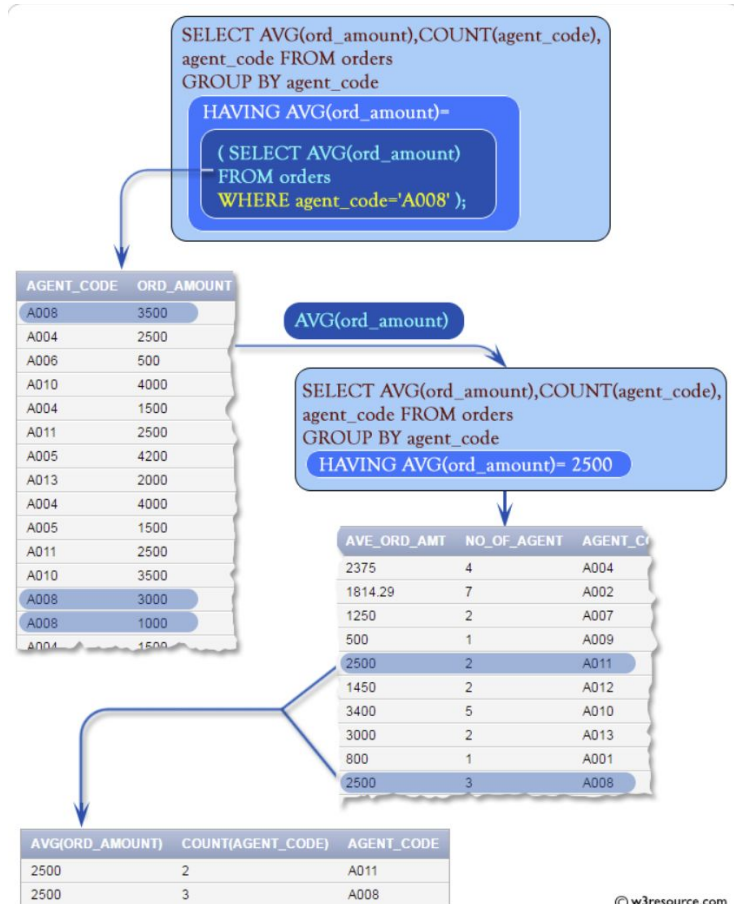 SELECT AVG(ord_amount),COUNT(agent_code),
agent_code FROM orders
GROUP BY agent_code
HAVING AVG(ord_amount)=
( SELECT AVG(ord_amount)
FROM orders
WHERE agent_code='A008' );
AGENT_CODE ORD_AMOUNT
A008 3500
A004 2500
A006 500
A010 4000
A004 1500
A011 2500
A005 4200
A013 2000
A004 4000
A005 1500
A011 2500
A010 3500
A008 3000
A008 1000
A004 1500
AVG(ord_amount)
SELECT AVG(ord_amount),COUNT(agent_code),
agent_code FROM orders
GROUP BY agent_code
HAVING AVG(ord_amount)= 2500
AVE_ORD_AMT NO_OF_AGENT AGENT_C
2375 4 A004
1814.29 7 A002
1250 2 A007
500 1 A009
2500 2 A011
1450 2 A012
3400 5 A010
3000 2 A013
800 1 A001
2500 3 A008
AVG(ORD_AMOUNT) COUNT(AGENT_CODE) AGENT_CODE
2500 2 A011
2500 3 A008
© w3resource.com